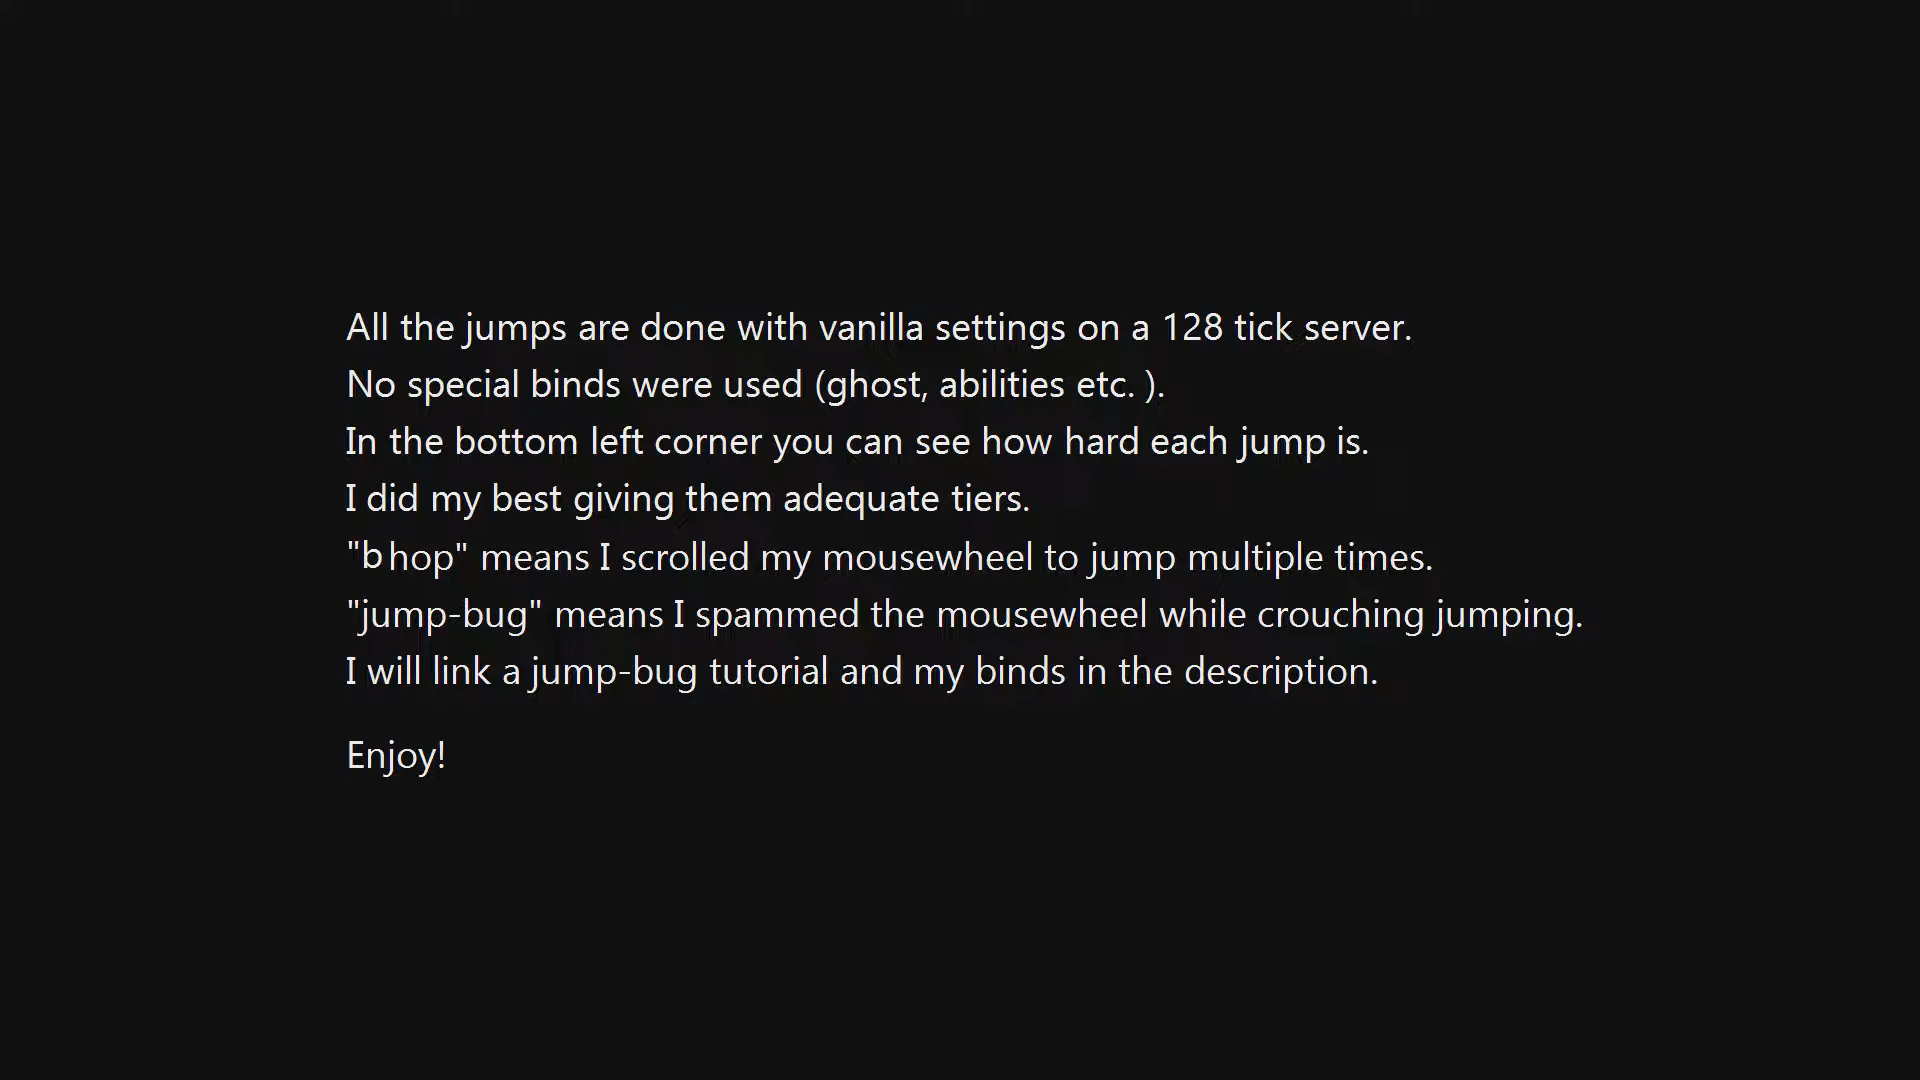 All the jumps are done with vanilla settings on a 128 tick server.
No special binds were used (ghost, abilities etc. ).
In the bottom left corner you can see how hard each jump is.
I did my best giving them adequate tiers.
"bhop" means I scrolled my mousewheel to jump multiple times.
"jump-bug" means I spammed the mousewheel while crouching jumping.
I will link a jump-bug tutorial and my binds in the description.
Enjoy!